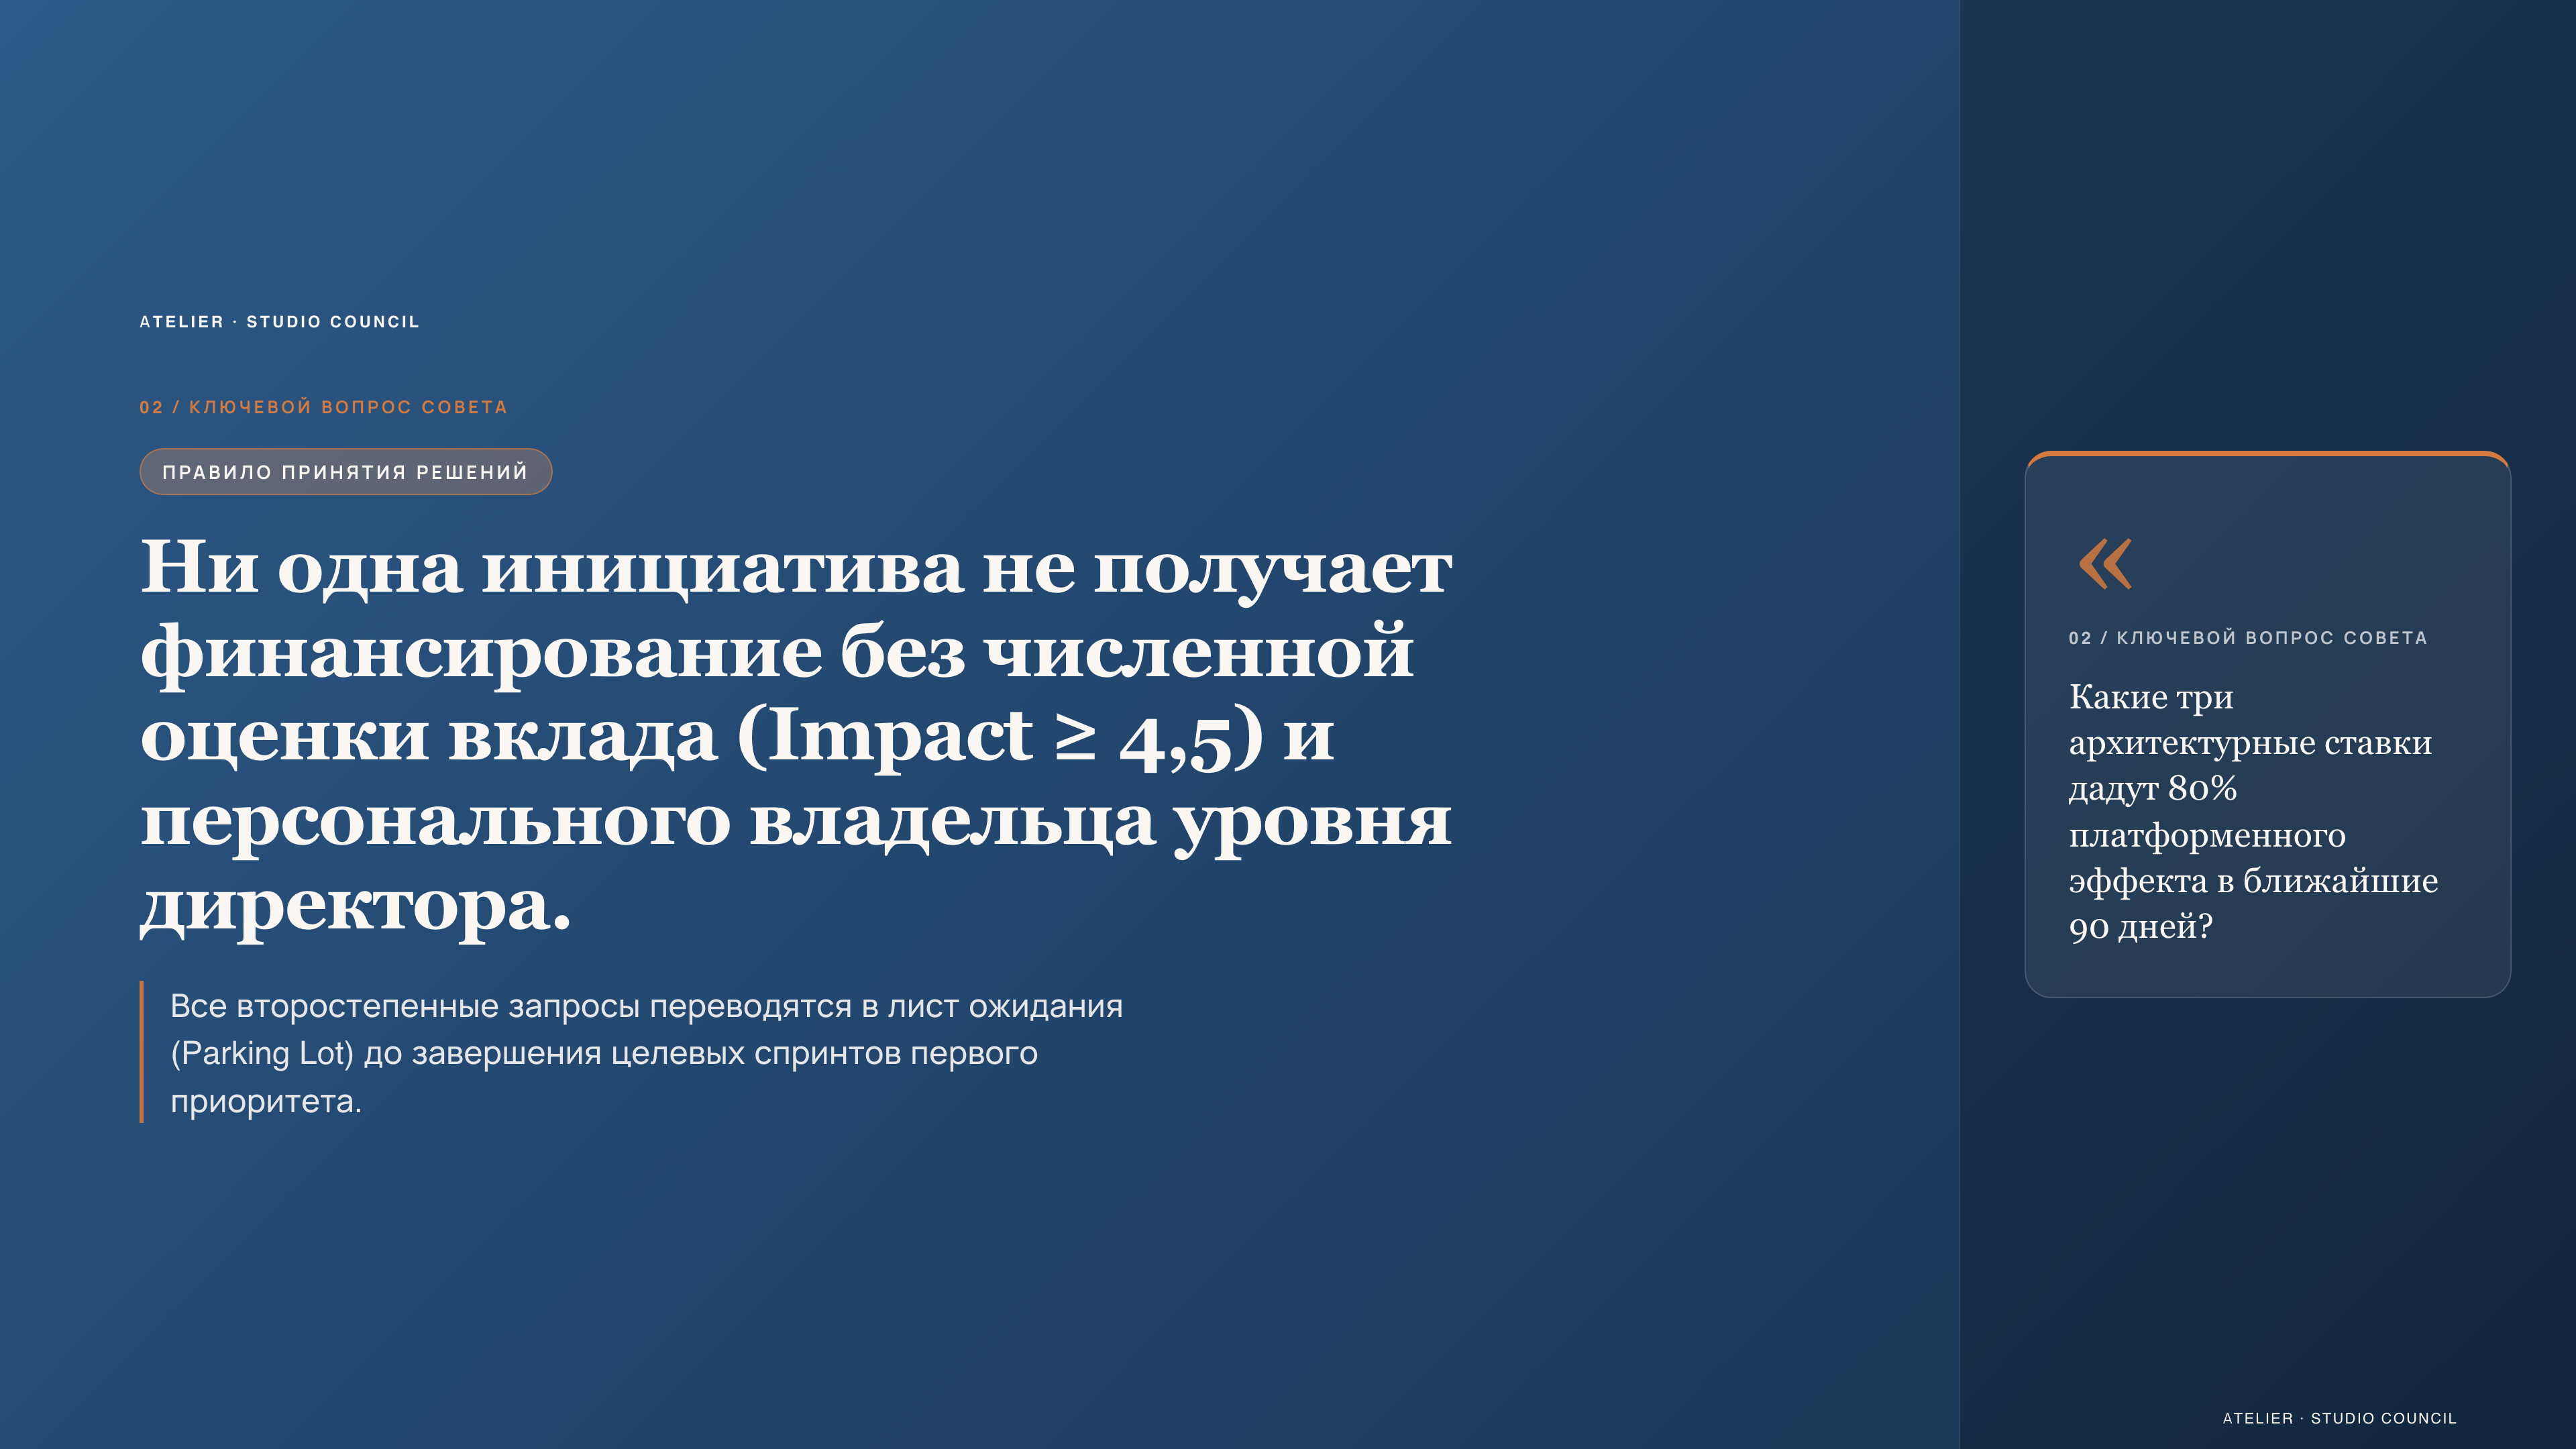 ATELIER · STUDIO COUNCIL
02 / КЛЮЧЕВОЙ ВОПРОС СОВЕТА
ПРАВИЛО ПРИНЯТИЯ РЕШЕНИЙ
Ни одна инициатива не получает
финансирование без численной
оценки вклада (Impact ≥ 4,5) и
персонального владельца уровня
директора.
Все второстепенные запросы переводятся в лист ожидания
(Parking Lot) до завершения целевых спринтов первого
приоритета.
«
02 / КЛЮЧЕВОЙ ВОПРОС СОВЕТА
Какие три
архитектурные ставки
дадут 80%
платформенного
эффекта в ближайшие
90 дней?
ATELIER · STUDIO COUNCIL